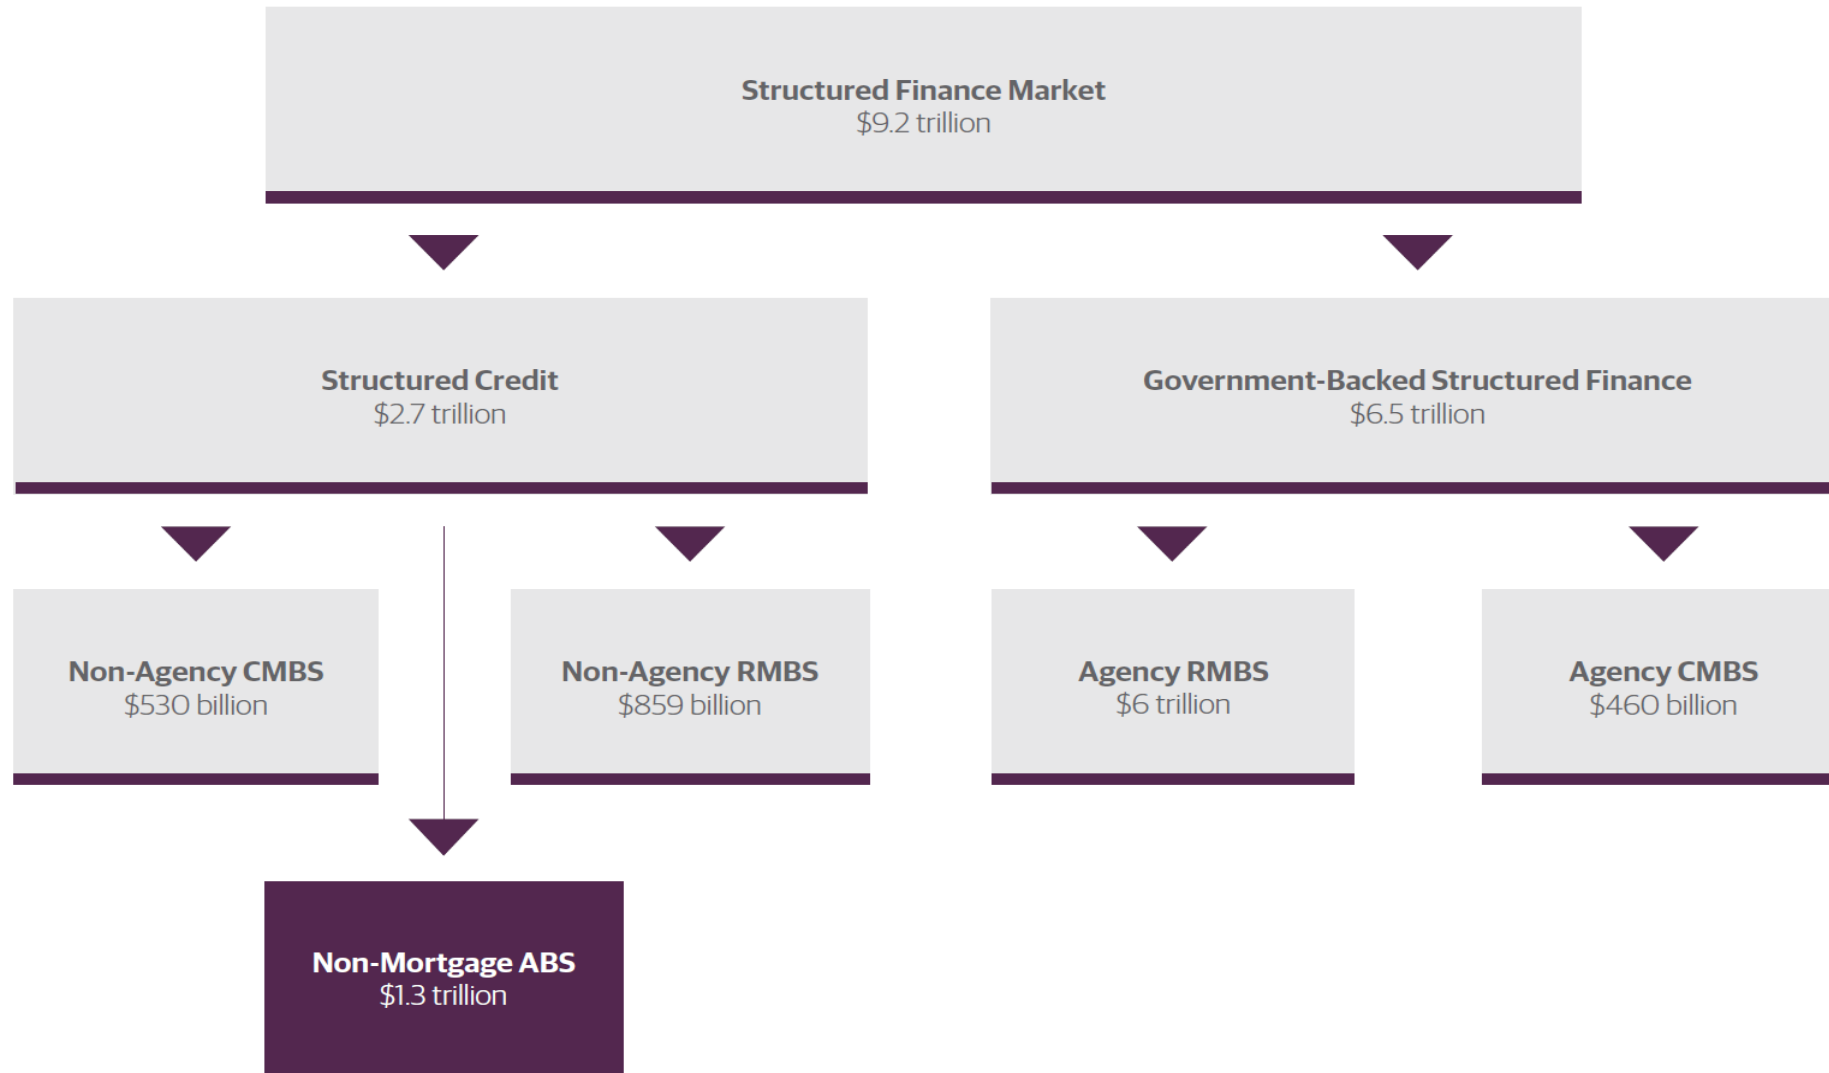 Structured Finance Market
$9.2 trillion
Structured Credit
$2.7 trillion
Government-Backed Structured Finance
$6.5 trillion
Non-Agency CMBS
$530 billion
Non-Agency RMBS
$859 billion
Agency RMBS
$6 trillion
Agency CMBS
$460 billion
Non-Mortgage ABS
$1.3 trillion